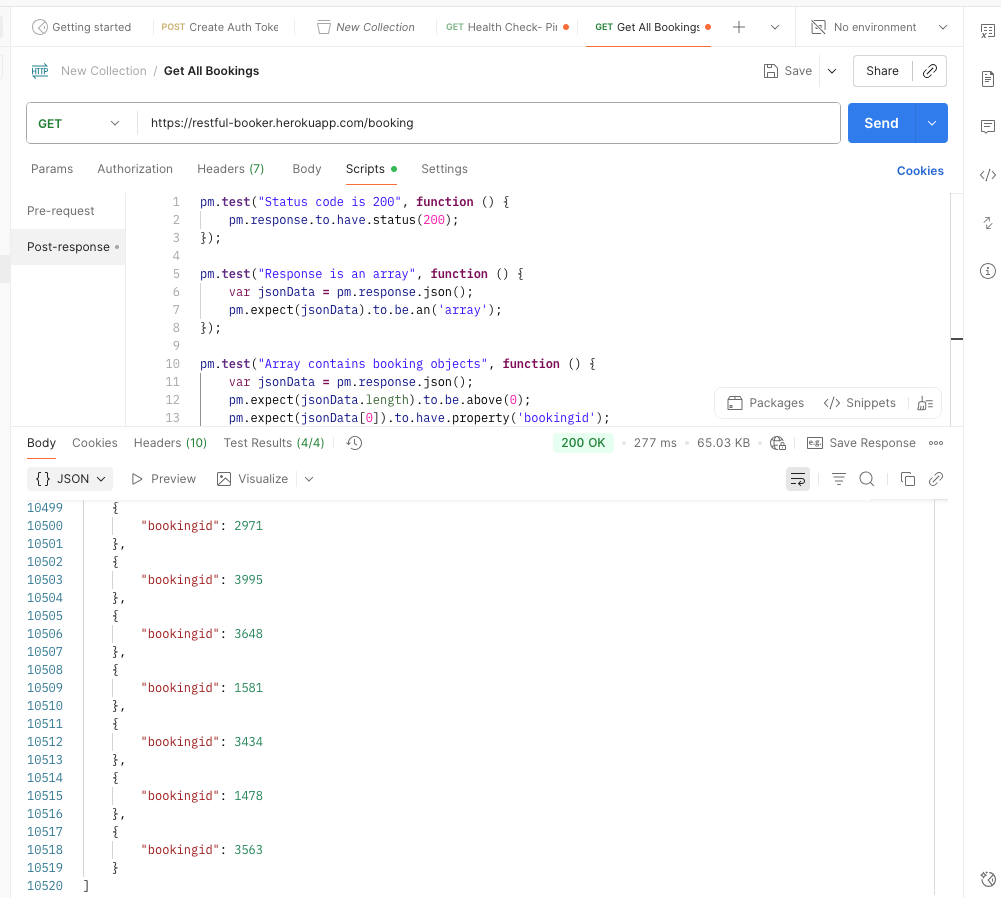 Getting started
POST Create Auth Toke
New Collection
GET Health Check- Pi
GET Get All Bookings
No environment
HTTP
New Collection / Get All Bookings
Save
Share
GET
https://restful-booker.herokuapp.com/booking
Send
Params
Authorization
Headers (7)
Body
Scripts
Settings
Cookies
Pre-request
Post-response
1 pm.test("Status code is 200", function () {
2 pm.response.to.have.status(200);
3 });
4
5 pm.test("Response is an array", function () {
6 var jsonData = pm.response.json();
7 pm.expect(jsonData).to.be.an('array');
8 });
9
10 pm.test("Array contains booking objects", function () {
11 var jsonData = pm.response.json();
12 pm.expect(jsonData.length).to.be.above(0);
13 pm.expect(jsonData[0]).to.have.property('bookingid');
Packages
</> Snippets
Body
Cookies
Headers (10)
Test Results (4/4)
200 OK
277 ms
65.03 KB
e.g. Save Response
{} JSON
Preview
Visualize
10499 {
10500 "bookingid": 2971
10501 },
10502 {
10503 "bookingid": 3995
10504 },
10505 {
10506 "bookingid": 3648
10507 },
10508 {
10509 "bookingid": 1581
10510 },
10511 {
10512 "bookingid": 3434
10513 },
10514 {
10515 "bookingid": 1478
10516 },
10517 {
10518 "bookingid": 3563
10519 }
10520 ]